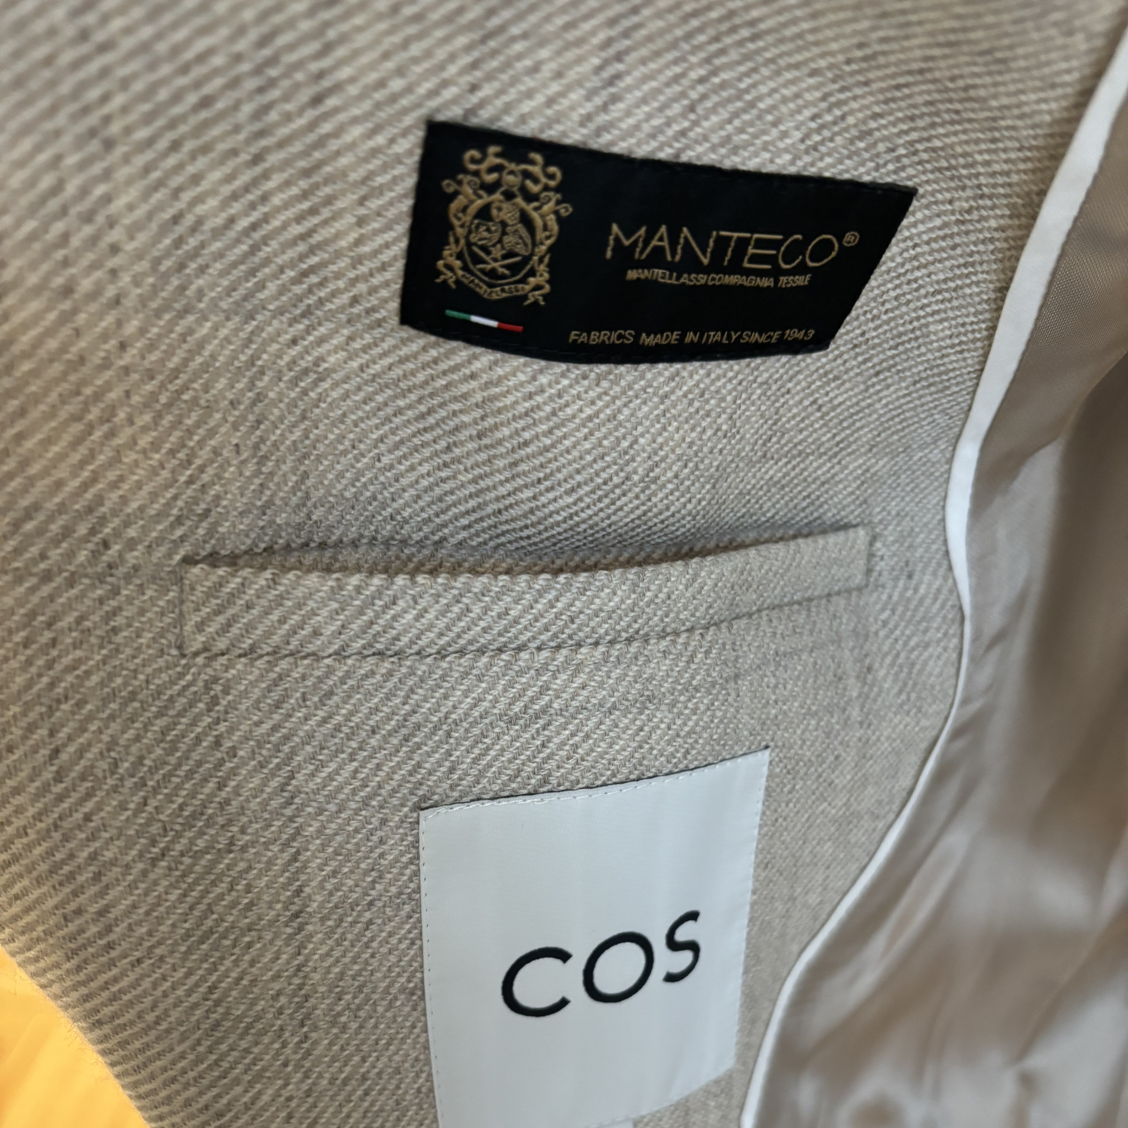 MANTECO®
MANTELLASSI COMPAGNIA TESSILE
FABRICS MADE IN ITALY SINCE 1943
COS